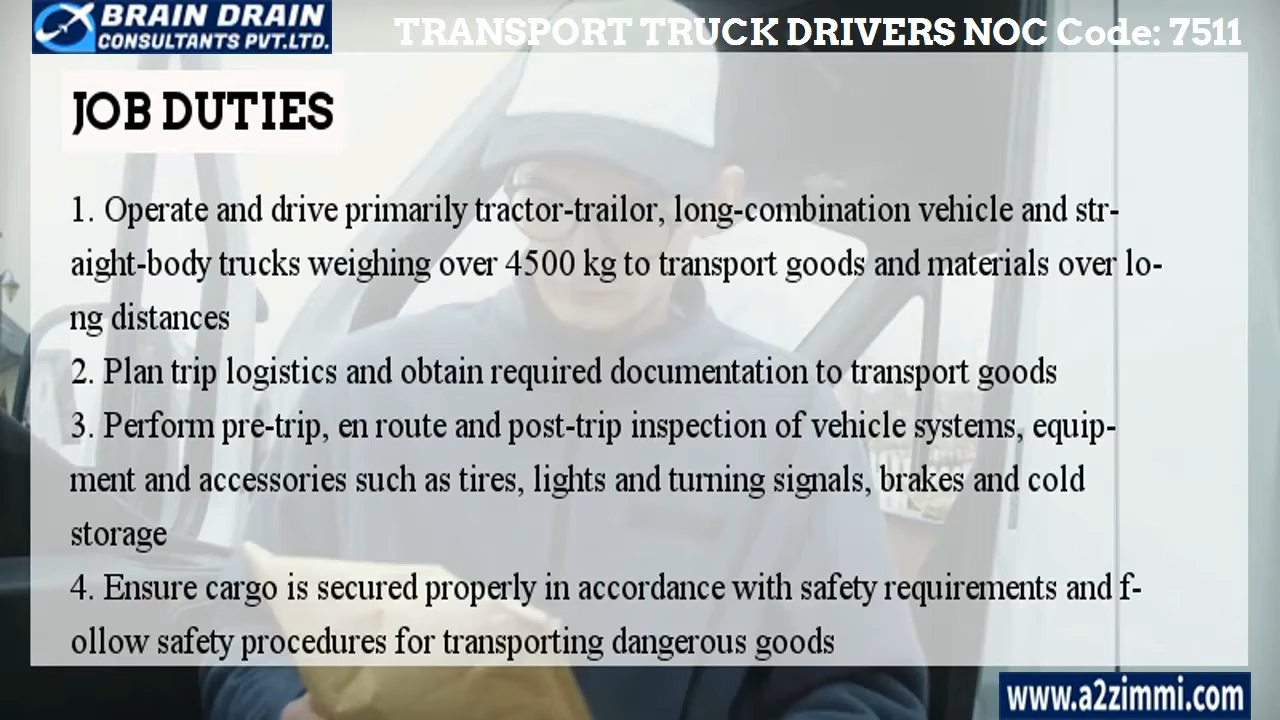 BRAIN DRAIN
CONSULTANTS PVT.LTD.
TRANSPORT TRUCK DRIVERS NOC Code: 7511
JOB DUTIES
1. Operate and drive primarily tractor-trailor, long-combination vehicle and str-
aight-body trucks weighing over 4500 kg to transport goods and materials over lo-
ng distances
2. Plan trip logistics and obtain required documentation to transport goods
3. Perform pre-trip, en route and post-trip inspection of vehicle systems, equip-
ment and accessories such as tires, lights and turning signals, brakes and cold
storage
4. Ensure cargo is secured properly in accordance with safety requirements and f-
ollow safety procedures for transporting dangerous goods
www.a2zimmi.com